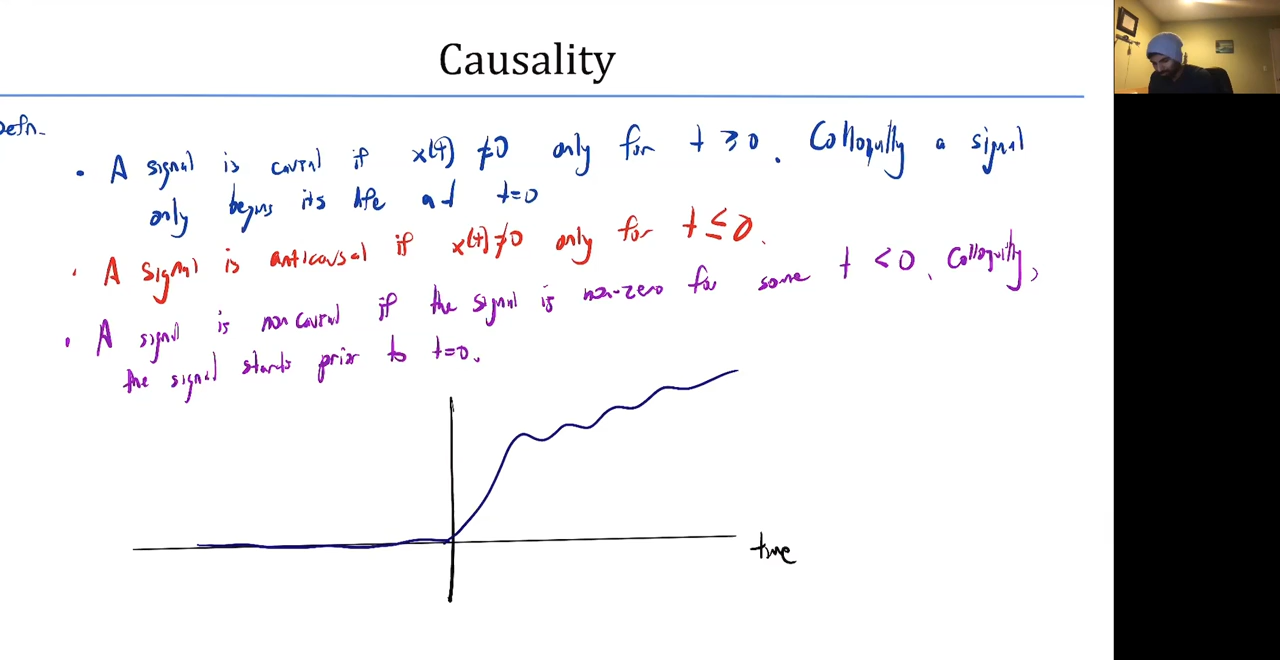 Causality
Defn.
• A signal is causal if x(t) ≠0 only for t ≥0. Colloqually a signal
only begins its life at t=0
• A signal is anticausal if x(t)≠0 only for t ≤ 0.
• A signal is noncausal if the signal is non-zero for some t <0. Colloquilly,
the signal starts prior to t=0.
time